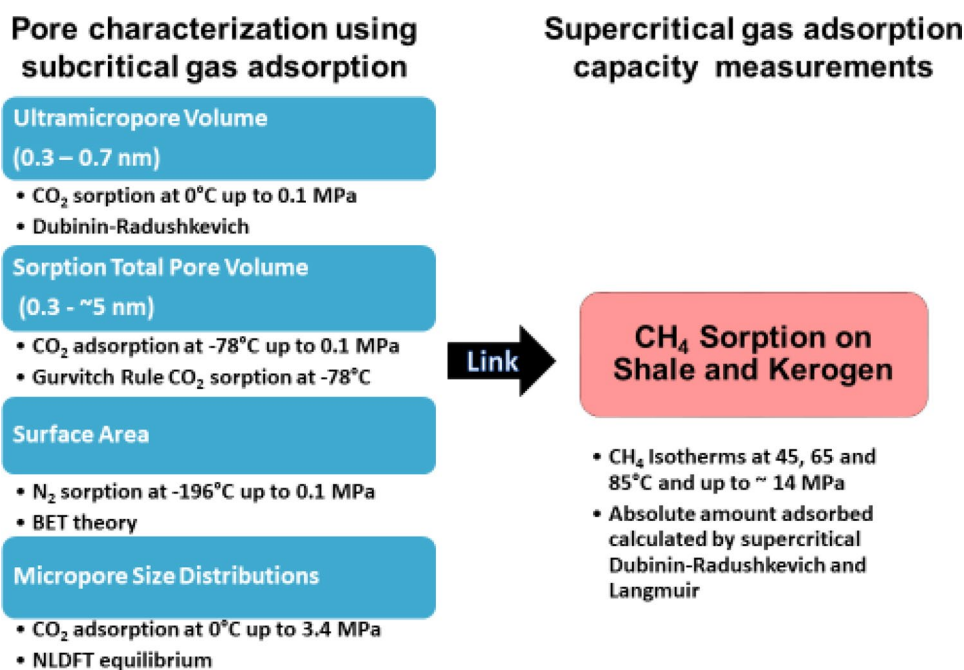 Pore characterization using
subcritical gas adsorption
Ultramicropore Volume
(0.3 – 0.7 nm)
• CO₂ sorption at 0°C up to 0.1 MPa
• Dubinin-Radushkevich
Sorption Total Pore Volume
(0.3 - ~5 nm)
• CO₂ adsorption at -78°C up to 0.1 MPa
• Gurvitch Rule CO₂ sorption at -78°C
Surface Area
• N₂ sorption at -196°C up to 0.1 MPa
• BET theory
Micropore Size Distributions
• CO₂ adsorption at 0°C up to 3.4 MPa
• NLDFT equilibrium
Link
Supercritical gas adsorption
capacity measurements
CH₄ Sorption on
Shale and Kerogen
• CH₄ Isotherms at 45, 65 and
85°C and up to ~ 14 MPa
• Absolute amount adsorbed
calculated by supercritical
Dubinin-Radushkevich and
Langmuir